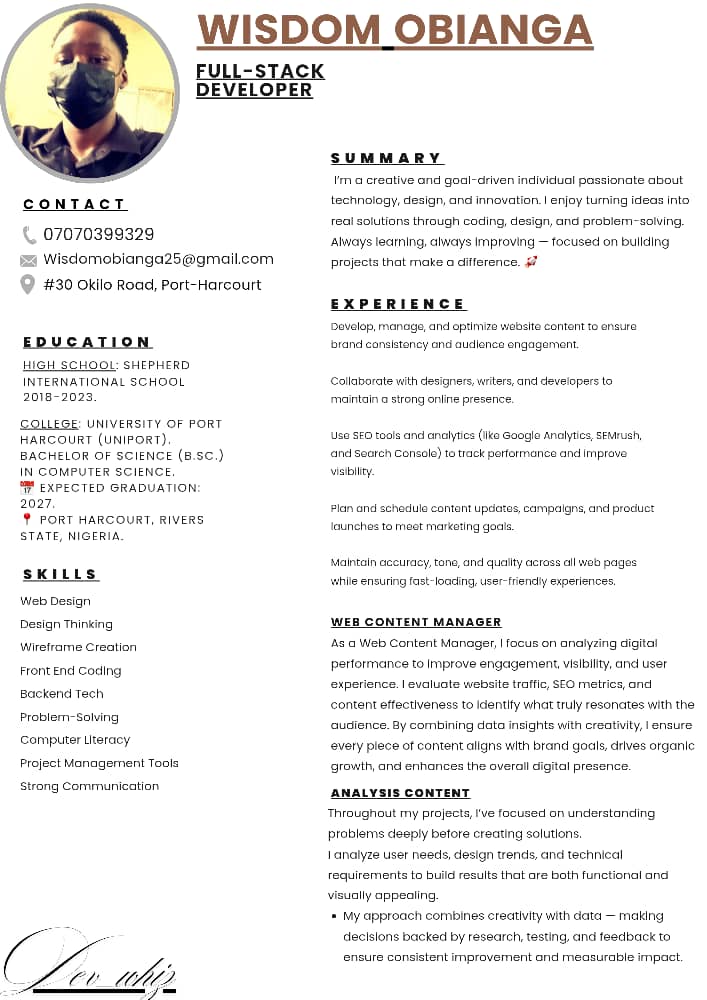 WISDOM OBIANGA
FULL-STACK
DEVELOPER
CONTACT
07070399329
Wisdomobianga25@gmail.com
#30 Okilo Road, Port-Harcourt
EDUCATION
HIGH SCHOOL: SHEPHERD
INTERNATIONAL SCHOOL
2018-2023.
COLLEGE: UNIVERSITY OF PORT
HARCOURT (UNIPORT).
BACHELOR OF SCIENCE (B.SC.)
IN COMPUTER SCIENCE.
📅 EXPECTED GRADUATION:
2027.
📍 PORT HARCOURT, RIVERS
STATE, NIGERIA.
SKILLS
Web Design
Design Thinking
Wireframe Creation
Front End Coding
Backend Tech
Problem-Solving
Computer Literacy
Project Management Tools
Strong Communication
Dev_whiz
SUMMARY
I'm a creative and goal-driven individual passionate about
technology, design, and innovation. I enjoy turning ideas into
real solutions through coding, design, and problem-solving.
Always learning, always improving — focused on building
projects that make a difference. 🚀
EXPERIENCE
Develop, manage, and optimize website content to ensure
brand consistency and audience engagement.
Collaborate with designers, writers, and developers to
maintain a strong online presence.
Use SEO tools and analytics (like Google Analytics, SEMrush,
and Search Console) to track performance and improve
visibility.
Plan and schedule content updates, campaigns, and product
launches to meet marketing goals.
Maintain accuracy, tone, and quality across all web pages
while ensuring fast-loading, user-friendly experiences.
WEB CONTENT MANAGER
As a Web Content Manager, I focus on analyzing digital
performance to improve engagement, visibility, and user
experience. I evaluate website traffic, SEO metrics, and
content effectiveness to identify what truly resonates with the
audience. By combining data insights with creativity, I ensure
every piece of content aligns with brand goals, drives organic
growth, and enhances the overall digital presence.
ANALYSIS CONTENT
Throughout my projects, I've focused on understanding
problems deeply before creating solutions.
I analyze user needs, design trends, and technical
requirements to build results that are both functional and
visually appealing.
• My approach combines creativity with data — making
decisions backed by research, testing, and feedback to
ensure consistent improvement and measurable impact.